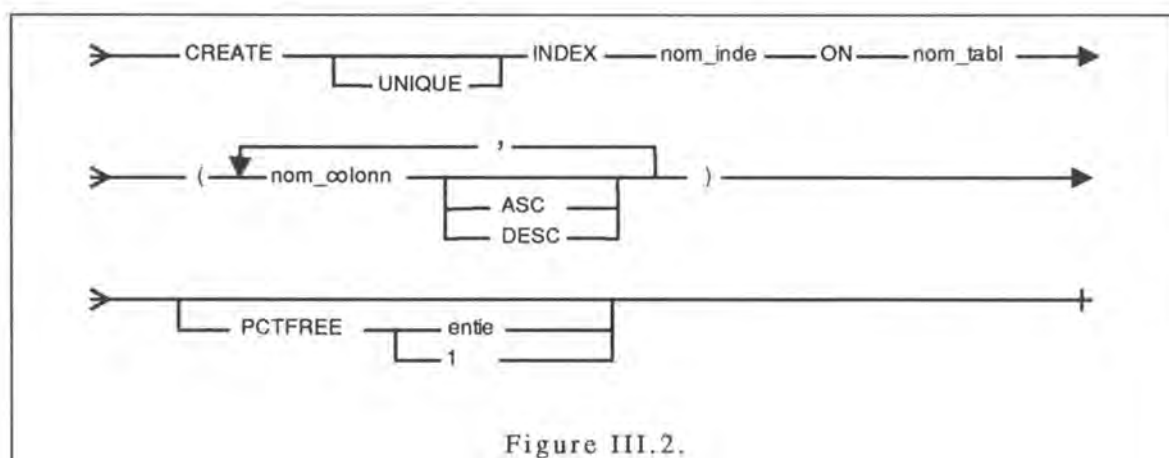 CREATE UNIQUE INDEX nom_inde ON nom_tabl
,
( nom_colonn ASC DESC )
PCTFREE entie 1
Figure III.2.